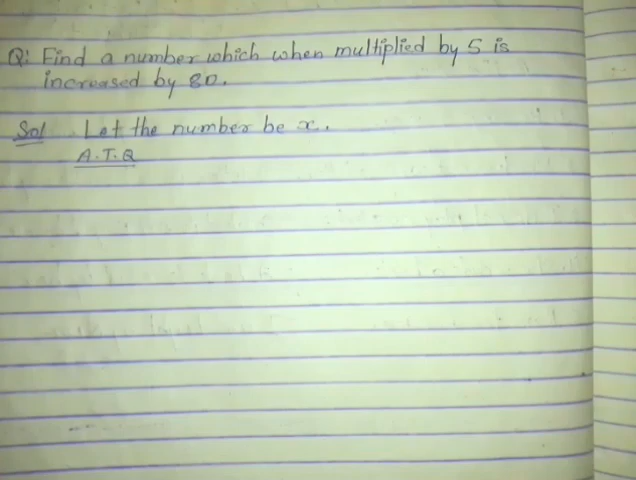 Q: Find a number which when multiplied by 5 is
increased by 80.
Sol Let the number be x.
A.T.Q